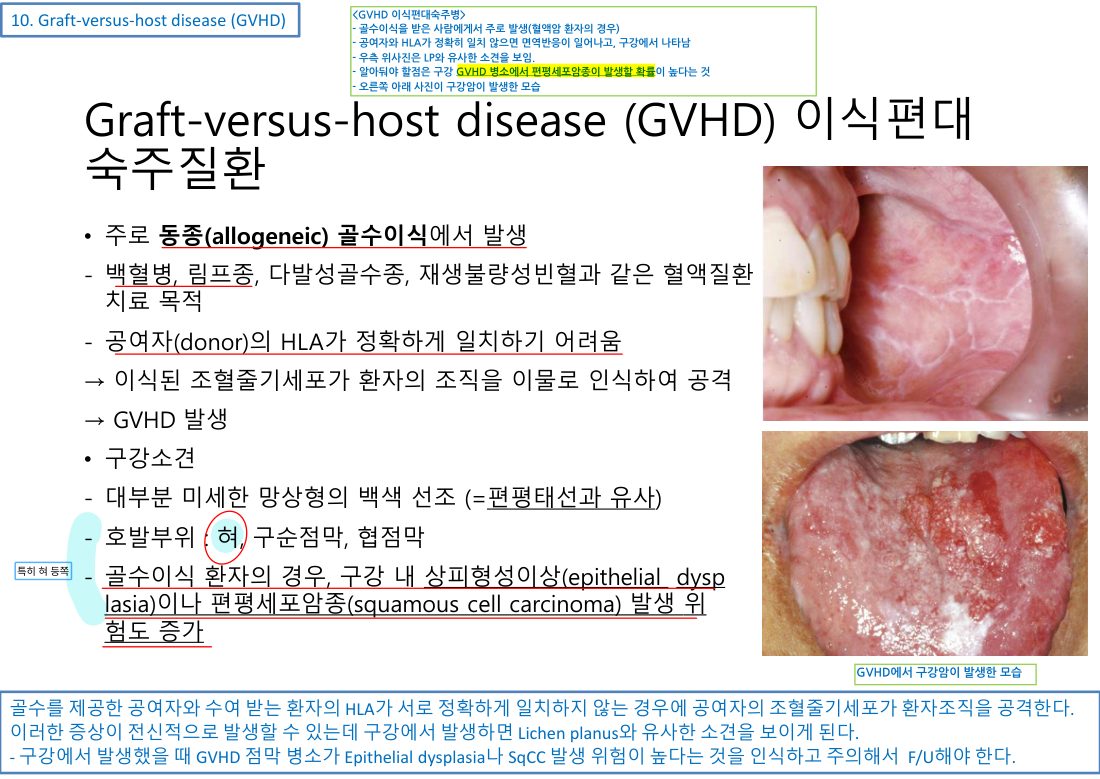 10. Graft-versus-host disease (GVHD)
<GVHD 이식편대숙주병>
- 골수이식을 받은 사람에게서 주로 발생(혈액암 환자의 경우)
- 공여자와 HLA가 정확히 일치 않으면 면역반응이 일어나고, 구강에서 나타남
- 우측 위사진은 LP와 유사한 소견을 보임.
- 알아둬야 할점은 구강 GVHD 병소에서 편평세포암종이 발생할 확률이 높다는 것
- 오른쪽 아래 사진이 구강암이 발생한 모습
Graft-versus-host disease (GVHD) 이식편대
숙주질환
• 주로 동종(allogeneic) 골수이식에서 발생
- 백혈병, 림프종, 다발성골수종, 재생불량성빈혈과 같은 혈액질환
치료 목적
- 공여자(donor)의 HLA가 정확하게 일치하기 어려움
→ 이식된 조혈줄기세포가 환자의 조직을 이물로 인식하여 공격
→ GVHD 발생
• 구강소견
- 대부분 미세한 망상형의 백색 선조 (=편평태선과 유사)
- 호발부위 : 혀, 구순점막, 협점막
특히 혀 등쪽
- 골수이식 환자의 경우, 구강 내 상피형성이상(epithelial dysp
lasia)이나 편평세포암종(squamous cell carcinoma) 발생 위
험도 증가
GVHD에서 구강암이 발생한 모습
골수를 제공한 공여자와 수여 받는 환자의 HLA가 서로 정확하게 일치하지 않는 경우에 공여자의 조혈줄기세포가 환자조직을 공격한다.
이러한 증상이 전신적으로 발생할 수 있는데 구강에서 발생하면 Lichen planus와 유사한 소견을 보이게 된다.
- 구강에서 발생했을 때 GVHD 점막 병소가 Epithelial dysplasia나 SqCC 발생 위험이 높다는 것을 인식하고 주의해서 F/U해야 한다.